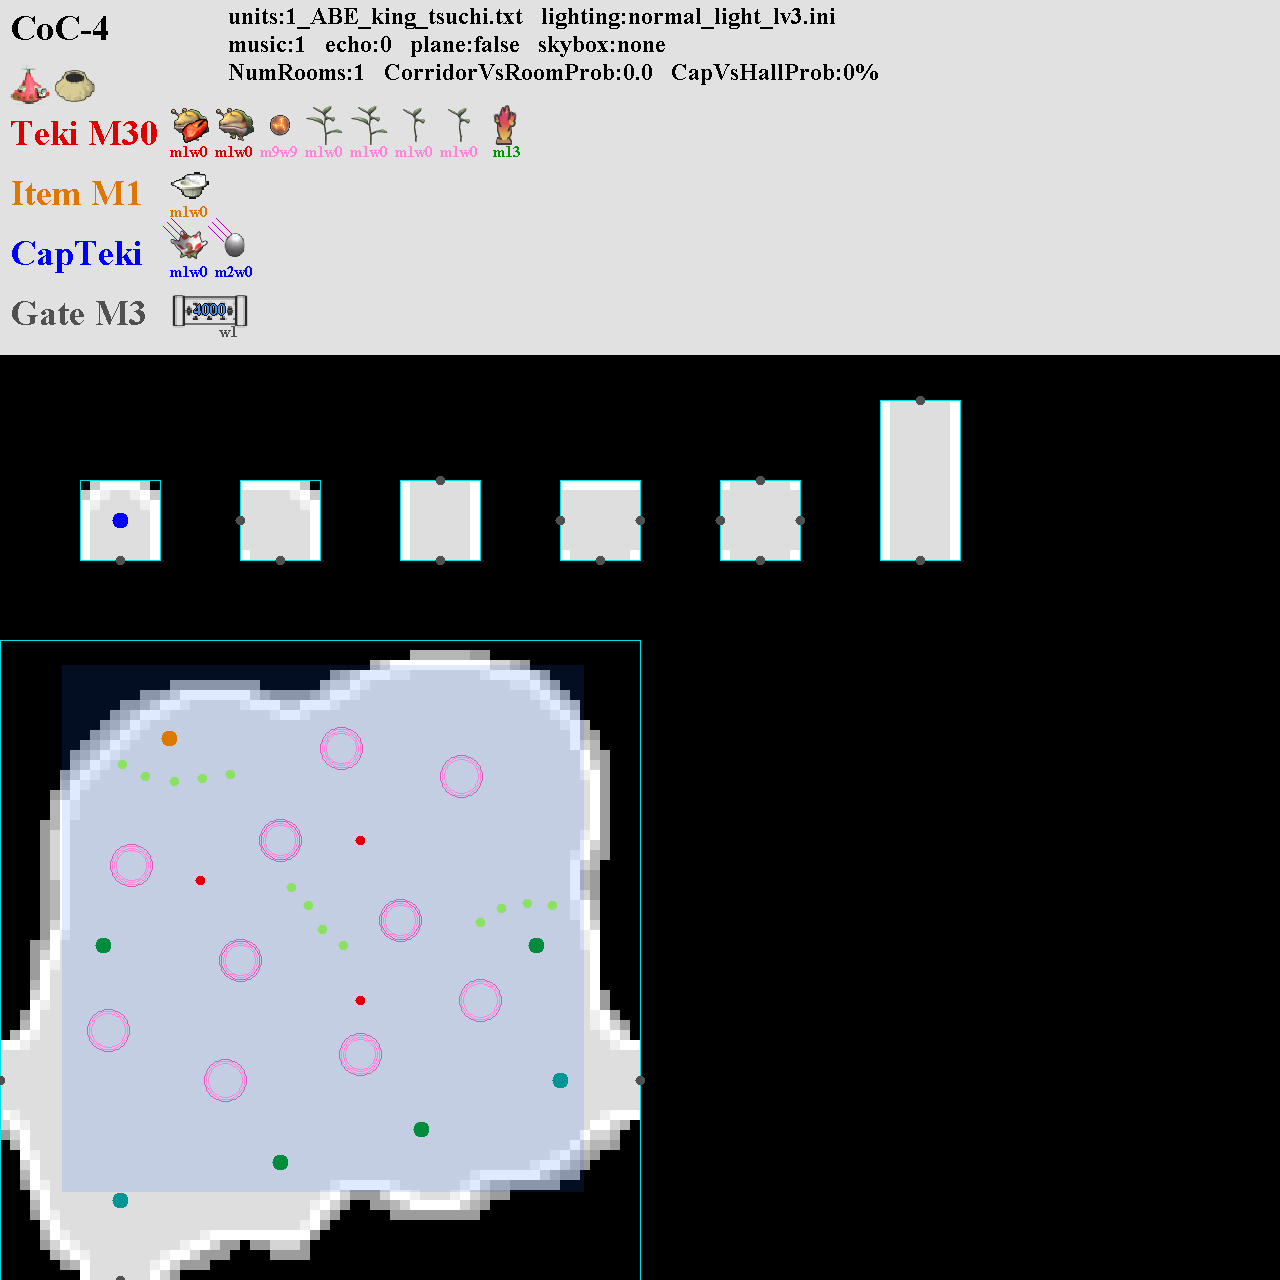 CoC-4
units:1_ABE_king_tsuchi.txt lighting:normal_light_lv3.ini
music:1 echo:0 plane:false skybox:none
NumRooms:1 CorridorVsRoomProb:0.0 CapVsHallProb:0%
Teki M30
m1w0 m1w0 m9w9 m1w0 m1w0 m1w0 m1w0 m13
Item M1
m1w0
CapTeki
m1w0 m2w0
Gate M3
4000
w1